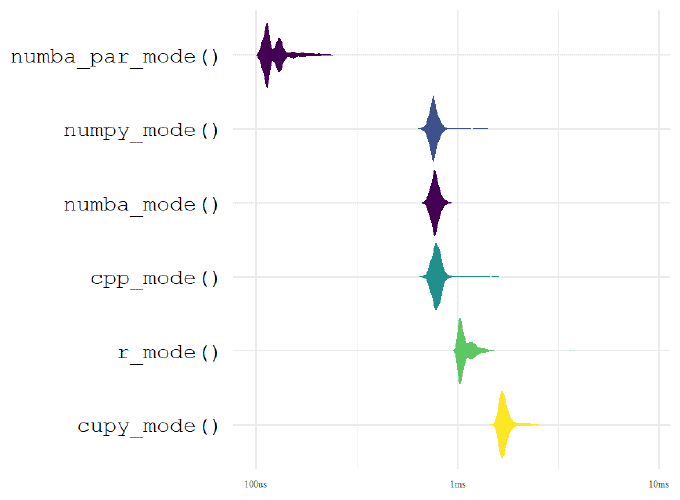 numba_par_mode()
numpy_mode()
numba_mode()
cpp_mode()
r_mode()
cupy_mode()
100us 1ms 10ms